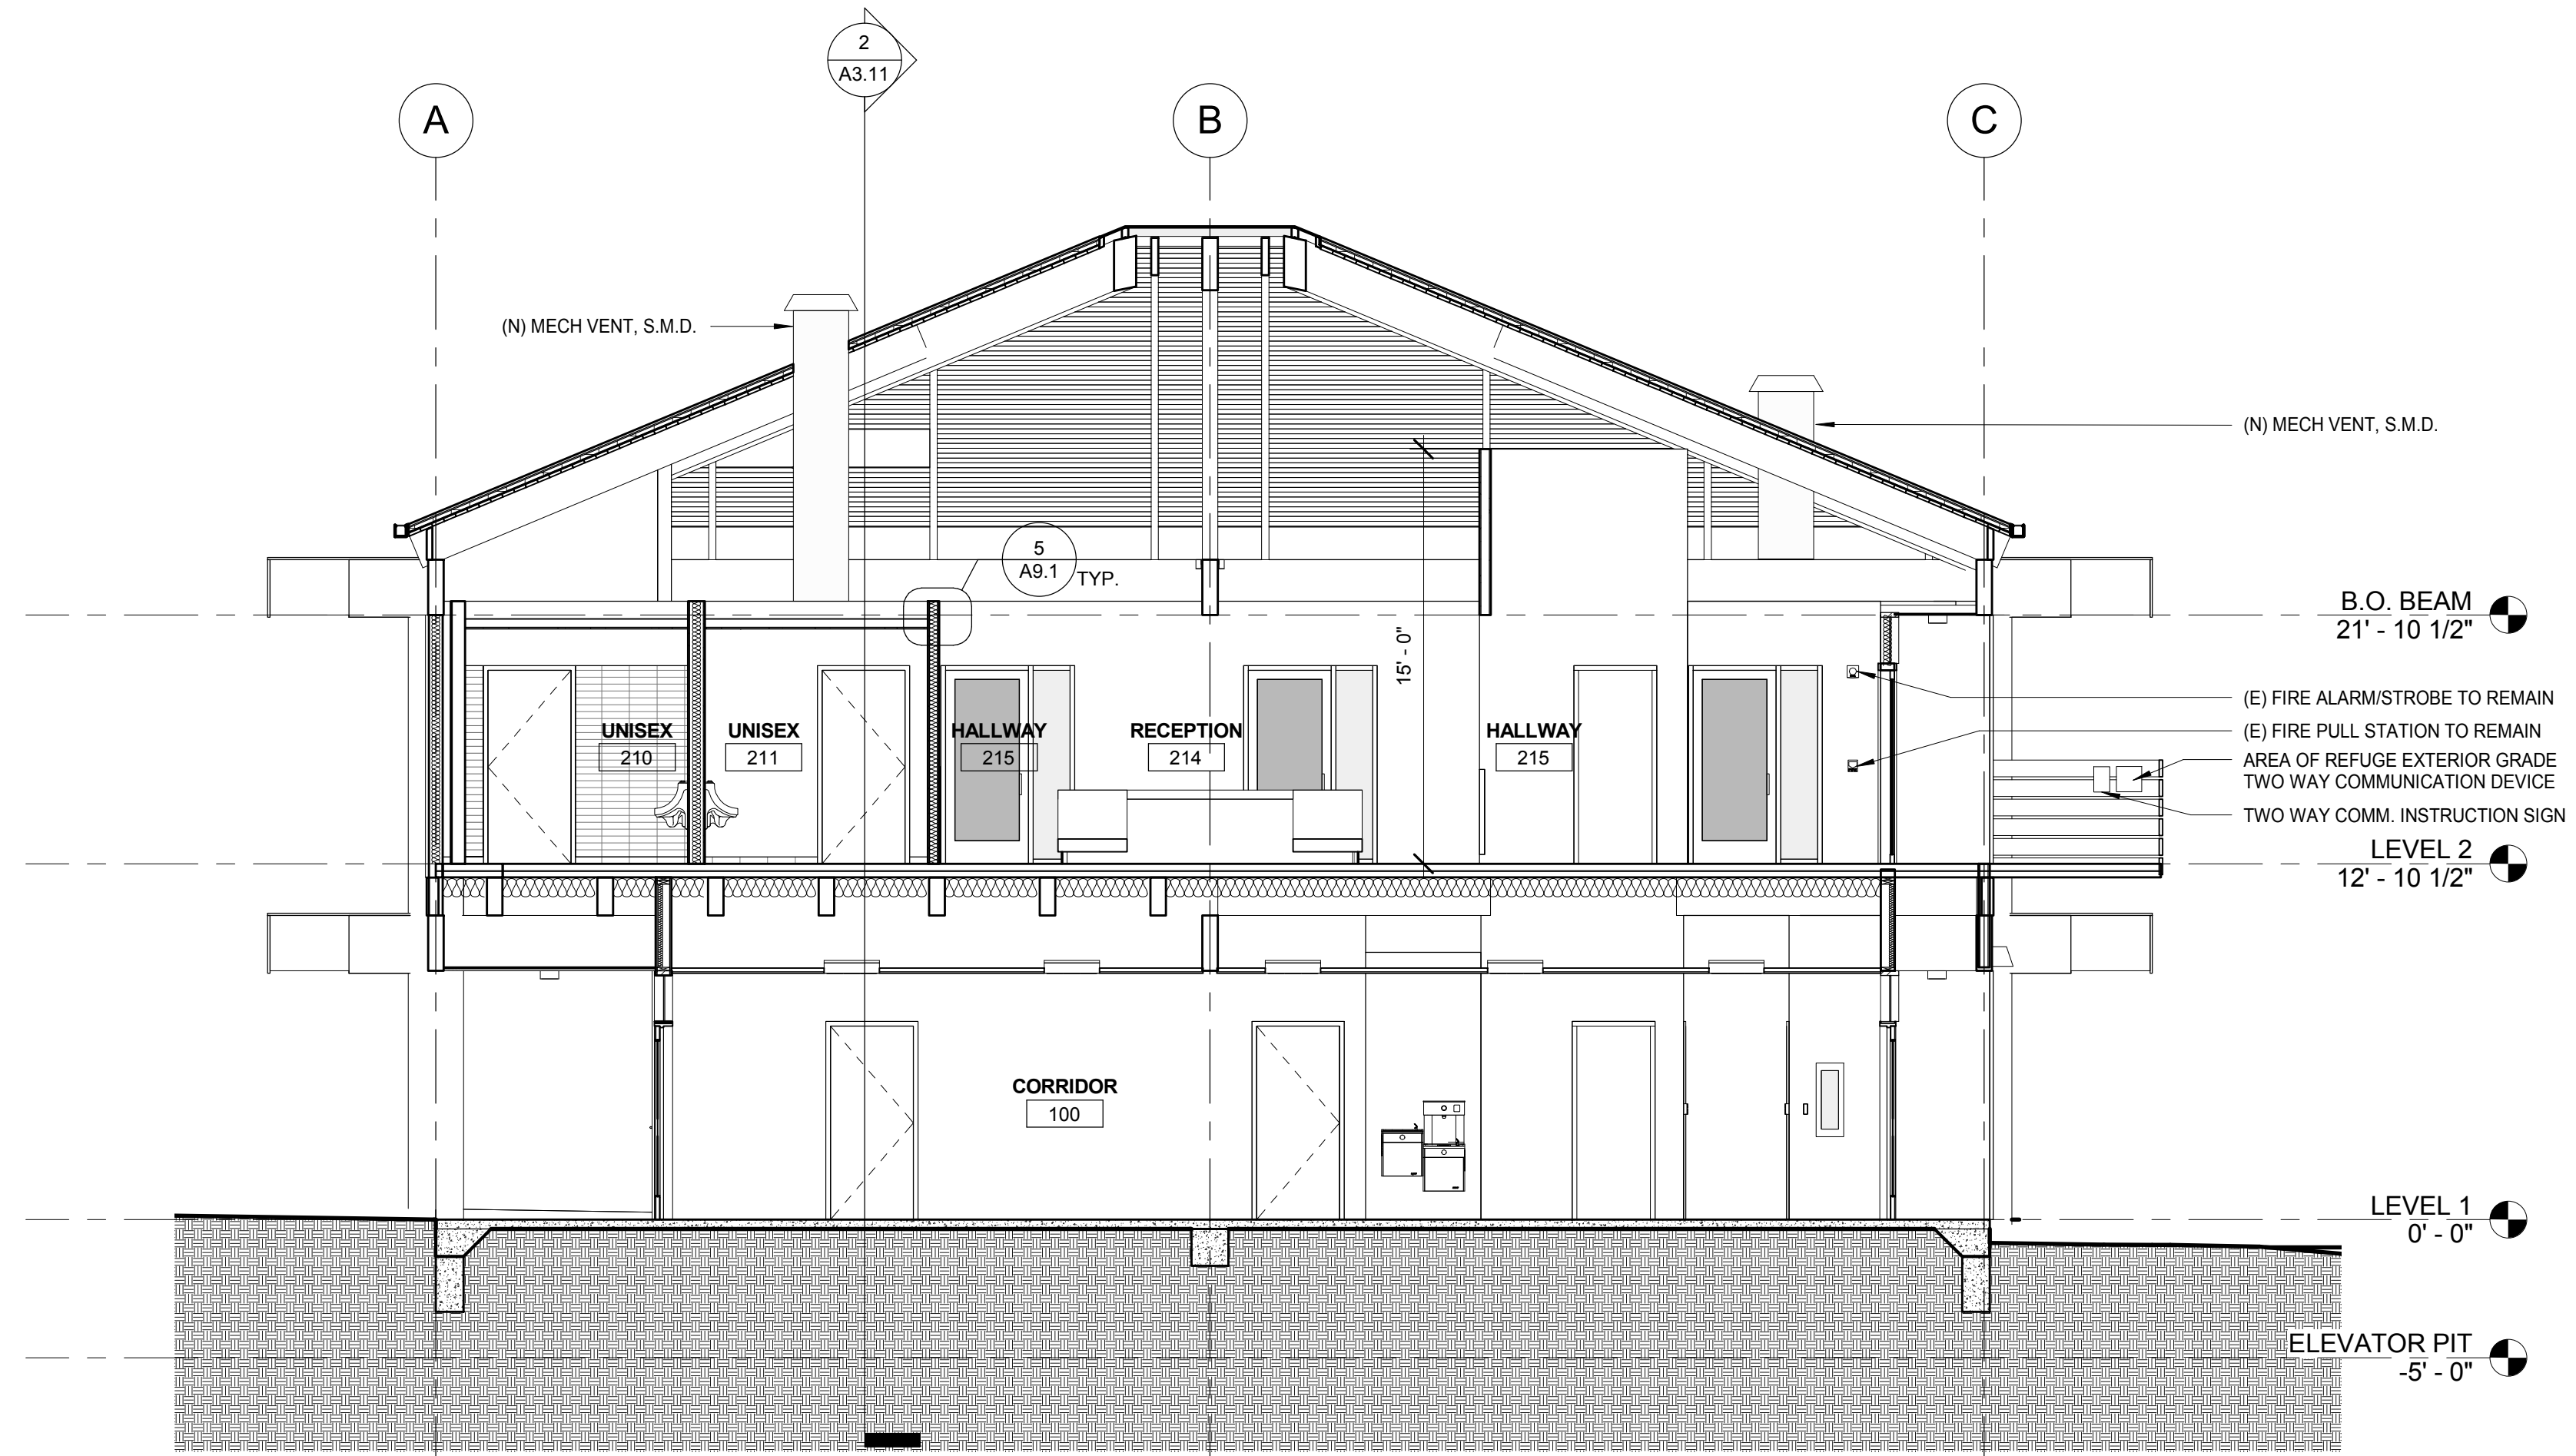 2
A3.11
A
B
C
(N) MECH VENT, S.M.D.
(N) MECH VENT, S.M.D.
5
A9.1
TYP.
B.O. BEAM
21' - 10 1/2"
15' - 0"
(E) FIRE ALARM/STROBE TO REMAIN
(E) FIRE PULL STATION TO REMAIN
AREA OF REFUGE EXTERIOR GRADE
TWO WAY COMMUNICATION DEVICE
TWO WAY COMM. INSTRUCTION SIGN
UNISEX
210
UNISEX
211
HALLWAY
215
RECEPTION
214
HALLWAY
215
LEVEL 2
12' - 10 1/2"
CORRIDOR
100
LEVEL 1
0' - 0"
ELEVATOR PIT
-5' - 0"